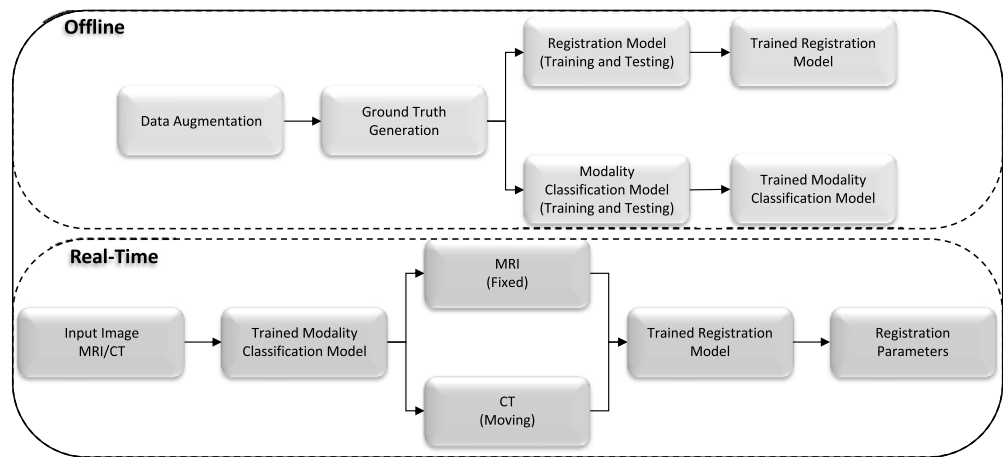 Offline
Data Augmentation
Ground Truth
Generation
Registration Model
(Training and Testing)
Trained Registration
Model
Modality
Classification Model
(Training and Testing)
Trained Modality
Classification Model
Real-Time
Input Image
MRI/CT
Trained Modality
Classification Model
MRI
(Fixed)
CT
(Moving)
Trained Registration
Model
Registration
Parameters